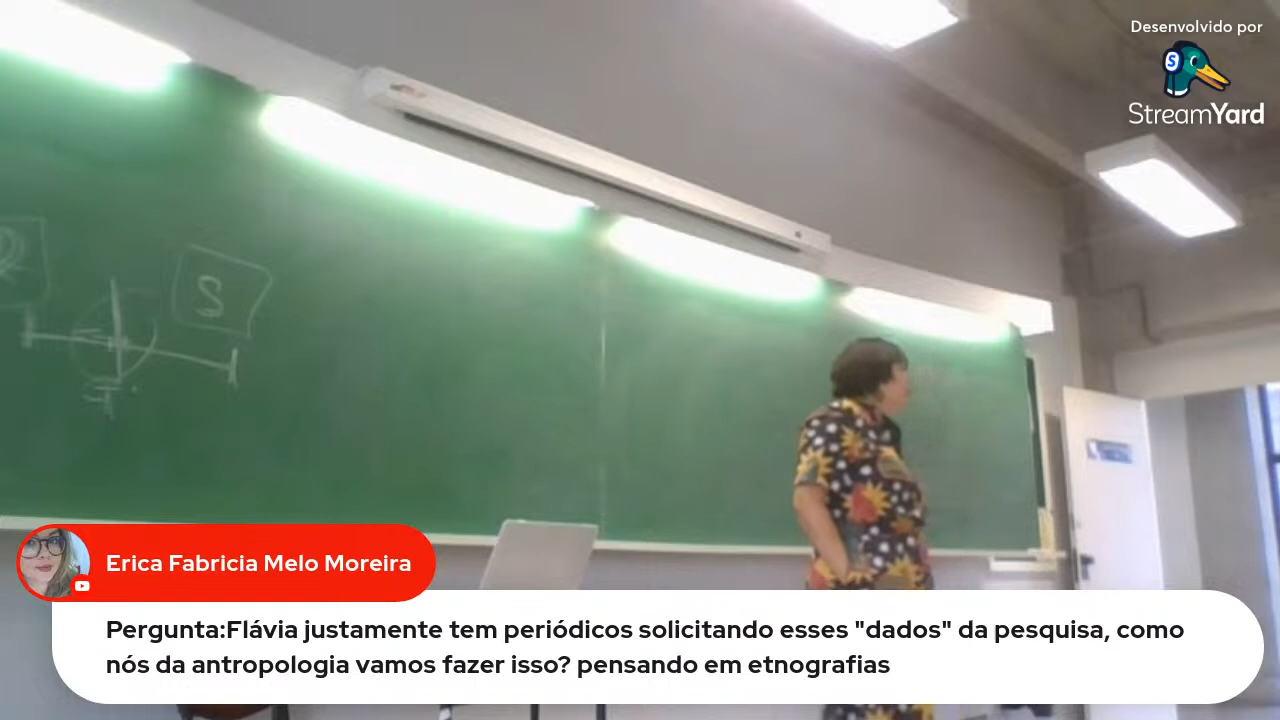 Desenvolvido por
StreamYard
S
Erica Fabricia Melo Moreira
Pergunta:Flávia justamente tem periódicos solicitando esses "dados" da pesquisa, como
nós da antropologia vamos fazer isso? pensando em etnografias